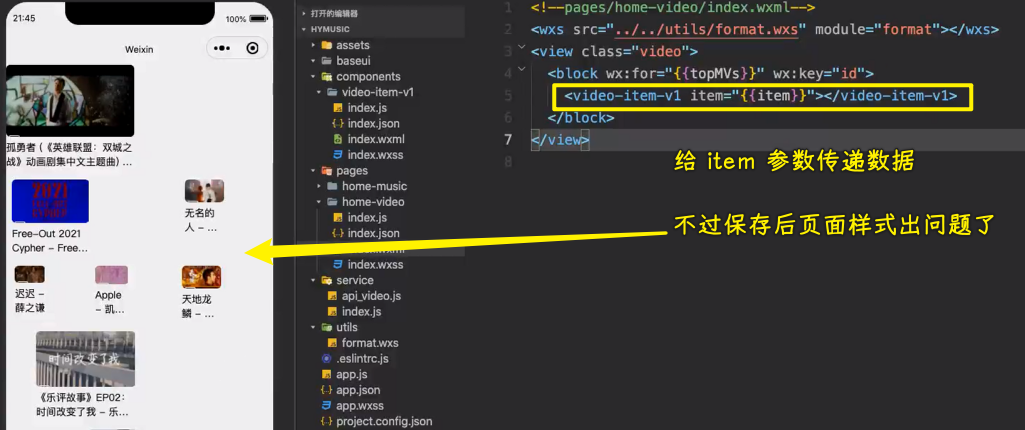 21:45
100%
Weixin
孤勇者 (《英雄联盟：双城之
战》动画剧集中文主题曲) ...
2021
CYPHER
Free-Out 2021
Cypher – Free...
无名的
人 – ...
迟迟 –
薛之谦
Apple
– 凯...
天地龙
鳞 – ...
时间改变了我
《乐评故事》EP02：
时间改变了我 – 乐...
打开的编辑器
HYMUSIC
assets
baseui
components
video-item-v1
index.js
index.json
index.wxml
index.wxss
pages
home-music
home-video
index.js
index.json
index.wxss
service
api_video.js
index.js
utils
format.wxs
.eslintrc.js
app.js
app.json
app.wxss
project.config.json
1 <!--pages/home-video/index.wxml-->
2 <wxs src="../../utils/format.wxs" module="format"></wxs>
3 <view class="video">
4 <block wx:for="{{topMVs}}" wx:key="id">
5 <video-item-v1 item="{{item}}"></video-item-v1>
6 </block>
7 </view>
8
给 item 参数传递数据
不过保存后页面样式出问题了